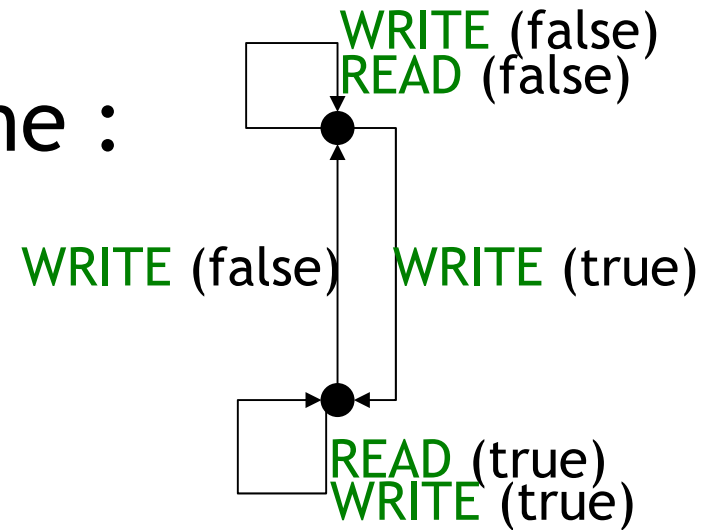 WRITE (false)
READ (false)
ne :
WRITE (false)
WRITE (true)
READ (true)
WRITE (true)